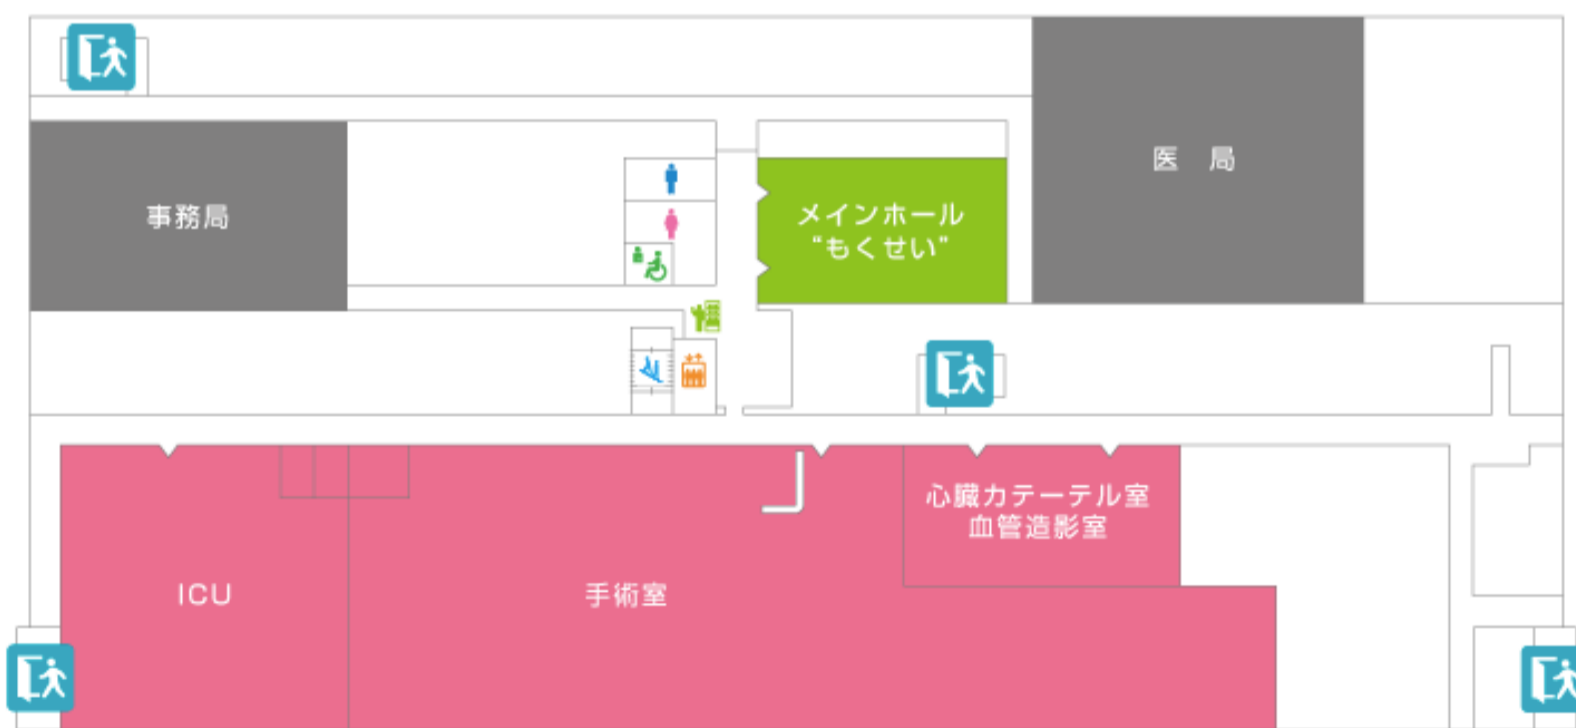 医　局
事務局
メインホール
“もくせい”
心臓カテーテル室
血管造影室
ICU
手術室